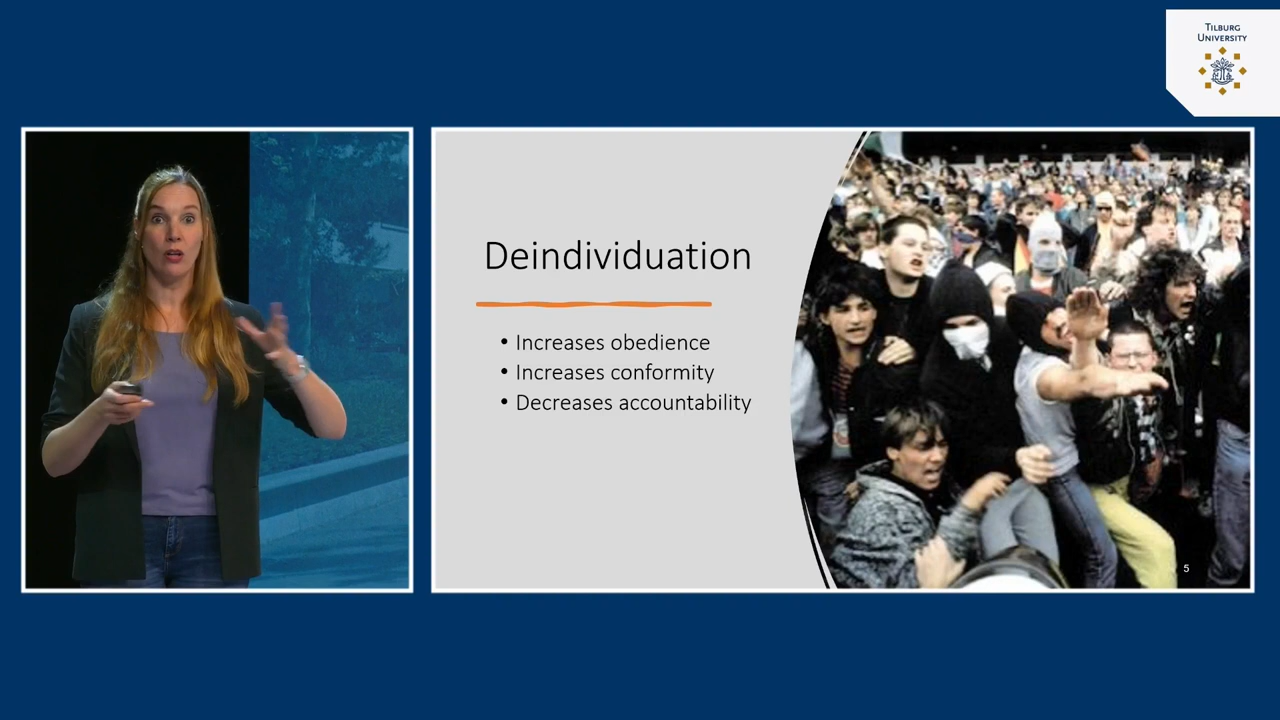 TILBURG
UNIVERSITY
Deindividuation
• Increases obedience
• Increases conformity
• Decreases accountability
5